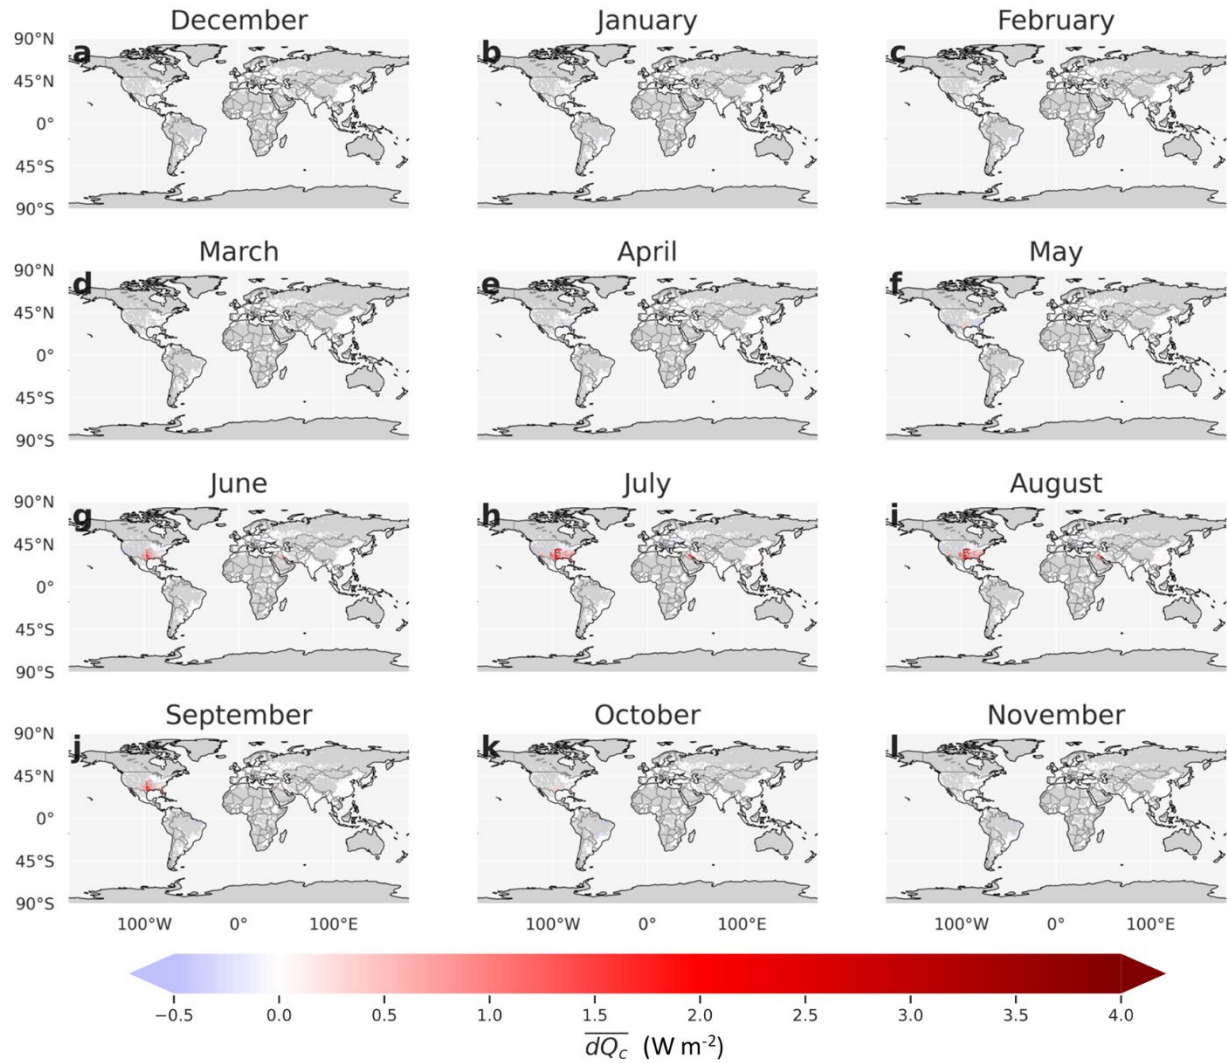 December January February
a b c
90°N
45°N
0°
45°S
90°S
March April May
d e f
90°N
45°N
0°
45°S
90°S
June July August
g h i
90°N
45°N
0°
45°S
90°S
September October November
j k l
90°N
45°N
0°
45°S
90°S
100°W 0° 100°E 100°W 0° 100°E 100°W 0° 100°E
−0.5 0.0 0.5 1.0 1.5 2.0 2.5 3.0 4.0
dQc (W m⁻²)